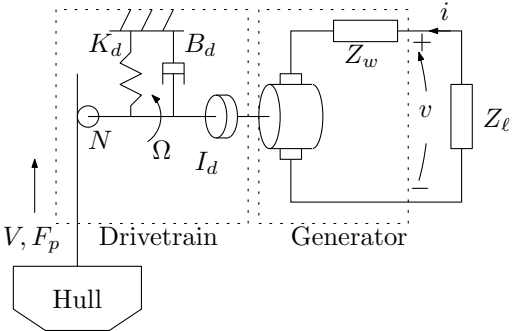 i
K_d
B_d
Z_w
+
v
N
Ω
I_d
Z_ℓ
−
V, F_p
Drivetrain
Generator
Hull